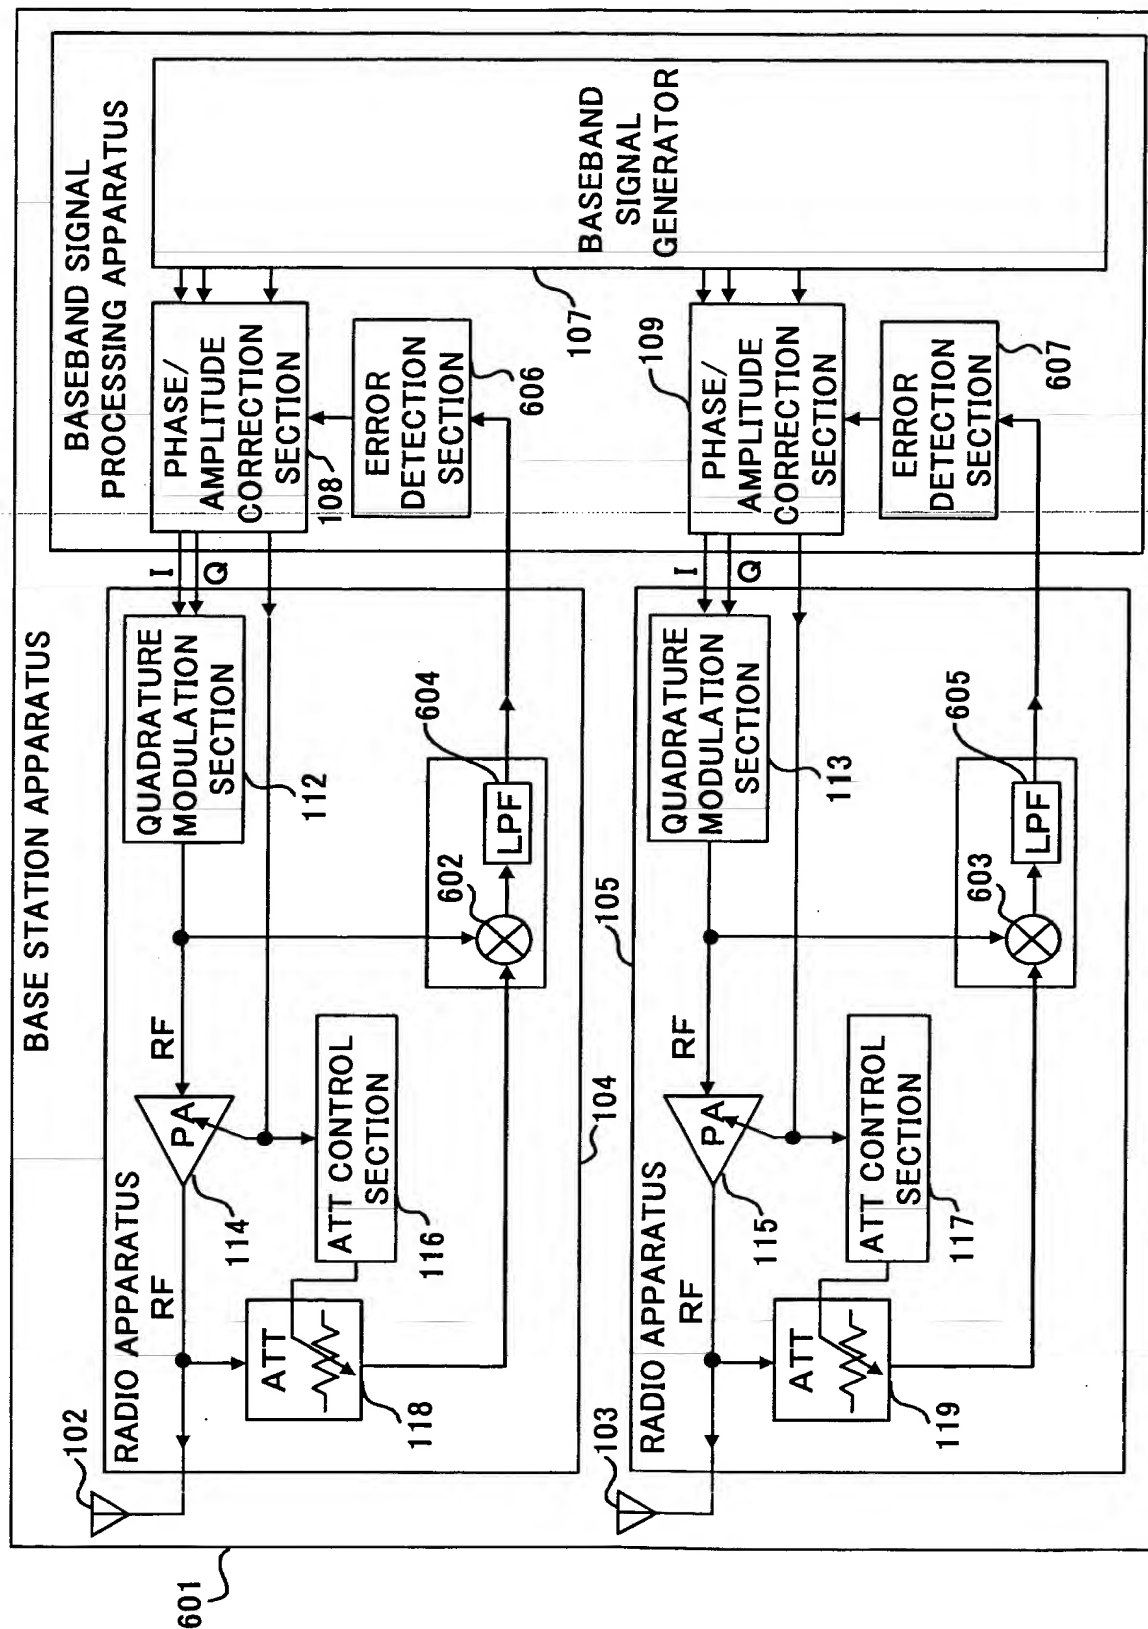 BASE STATION APPARATUS
601
BASEBAND SIGNAL
PROCESSING APPARATUS
102
RADIO APPARATUS
RF
114
PA
RF
QUADRATURE
MODULATION
SECTION
112
I
Q
PHASE/
AMPLITUDE
CORRECTION
SECTION
108
ATT
118
ATT CONTROL
SECTION
116
602
LPF
604
ERROR
DETECTION
SECTION
606
104
107
BASEBAND
SIGNAL
GENERATOR
103
RADIO APPARATUS
105
RF
115
PA
RF
QUADRATURE
MODULATION
SECTION
113
I
Q
109
PHASE/
AMPLITUDE
CORRECTION
SECTION
ATT
119
ATT CONTROL
SECTION
117
603
LPF
605
ERROR
DETECTION
SECTION
607